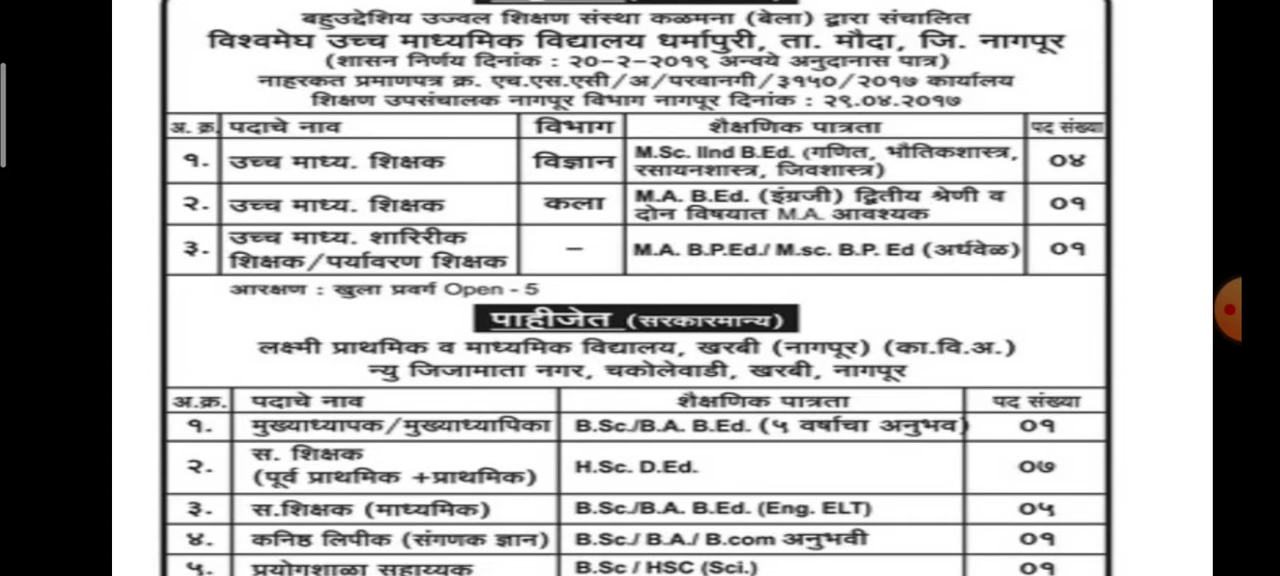 बहुउद्देशिय उज्वल शिक्षण संस्था कळमना (बेला) द्वारा संचालित
विश्वमेघ उच्च माध्यमिक विद्यालय धर्मापुरी, ता. मौदा, जि. नागपूर
(शासन निर्णय दिनांक : २०-२-२०१९ अन्वये अनुदानास पात्र)
नाहरकत प्रमाणपत्र क्र. एच.एस.एसी/अ/परवानगी/३१५०/२०१७ कार्यालय
शिक्षण उपसंचालक नागपूर विभाग नागपूर दिनांक : २९.०४.२०१७
अ. क्र. पदाचे नाव विभाग शैक्षणिक पात्रता पद संख्या
१. उच्च माध्य. शिक्षक विज्ञान M.Sc. IInd B.Ed. (गणित, भौतिकशास्त्र, ०४
रसायनशास्त्र, जिवशास्त्र)
२. उच्च माध्य. शिक्षक कला M.A. B.Ed. (इंग्रजी) द्वितीय श्रेणी व ०१
दोन विषयात M.A. आवश्यक
३. उच्च माध्य. शारिरीक – M.A. B.P.Ed./ M.sc. B.P. Ed (अर्धवेळ) ०१
शिक्षक/पर्यावरण शिक्षक
आरक्षण : खुला प्रवर्ग Open - 5
पाहीजेत (सरकारमान्य)
लक्ष्मी प्राथमिक व माध्यमिक विद्यालय, खरबी (नागपूर) (का.वि.अ.)
न्यु जिजामाता नगर, चकोलेवाडी, खरबी, नागपूर
अ.क्र. पदाचे नाव शैक्षणिक पात्रता पद संख्या
१. मुख्याध्यापक/मुख्याध्यापिका B.Sc./B.A. B.Ed. (५ वर्षाचा अनुभव) ०१
२. स. शिक्षक H.Sc. D.Ed. ०७
(पूर्व प्राथमिक +प्राथमिक)
३. स.शिक्षक (माध्यमिक) B.Sc./B.A. B.Ed. (Eng. ELT) ०५
४. कनिष्ठ लिपीक (संगणक ज्ञान) B.Sc./ B.A./ B.com अनुभवी ०१
५. प्रयोगशाळा सहाय्यक B.Sc / HSC (Sci.) ०१